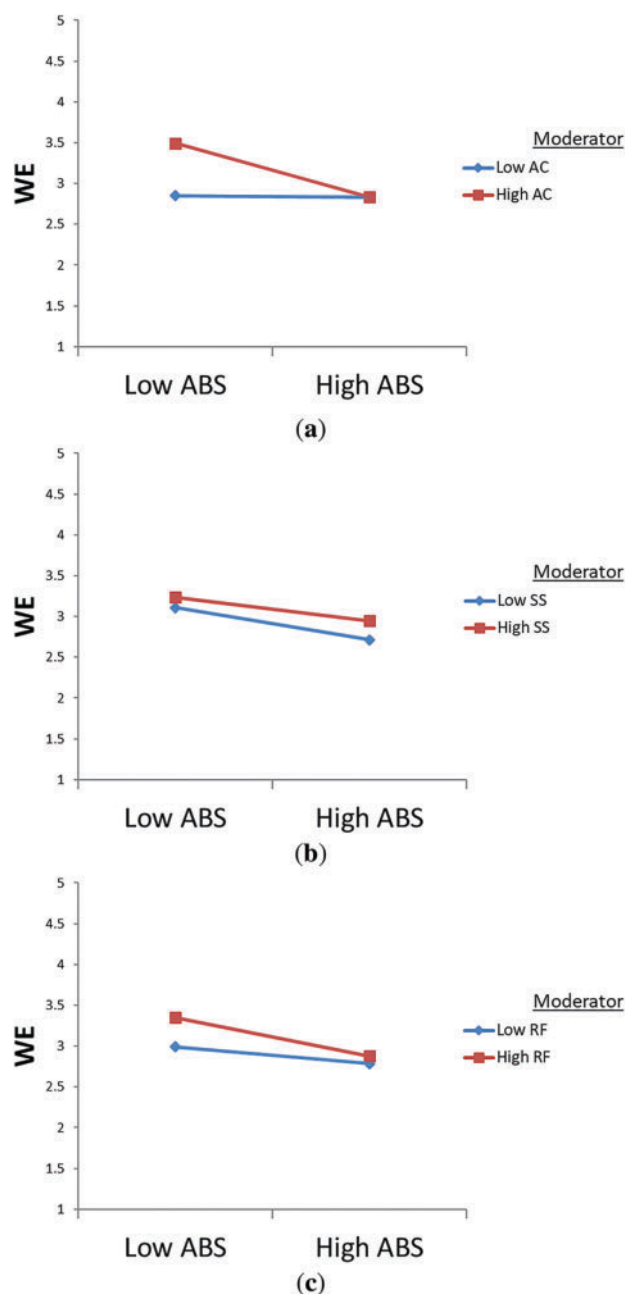 5
4.5
4
3.5
3
2.5
2
1.5
1
WE
Moderator
Low AC
High AC
Low ABS High ABS
(a)
5
4.5
4
3.5
3
2.5
2
1.5
1
WE
Moderator
Low SS
High SS
Low ABS High ABS
(b)
5
4.5
4
3.5
3
2.5
2
1.5
1
WE
Moderator
Low RF
High RF
Low ABS High ABS
(c)